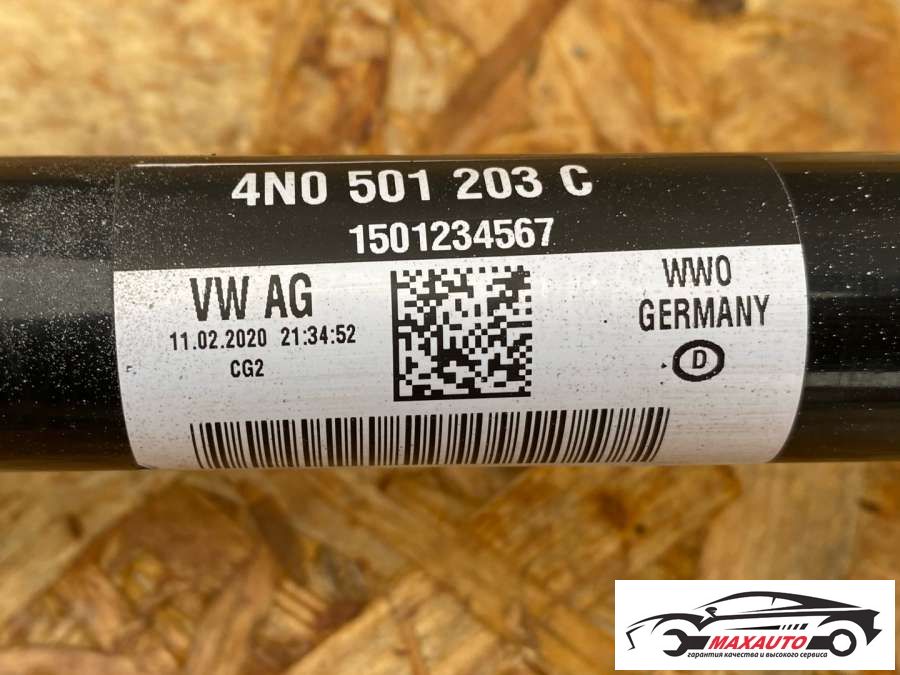 4N0 501 203 C
1501234567
VW AG
11.02.2020 21:34:52
CG2
WWO
GERMANY
D
MAXAUTO
гарантия качества и высокого сервиса